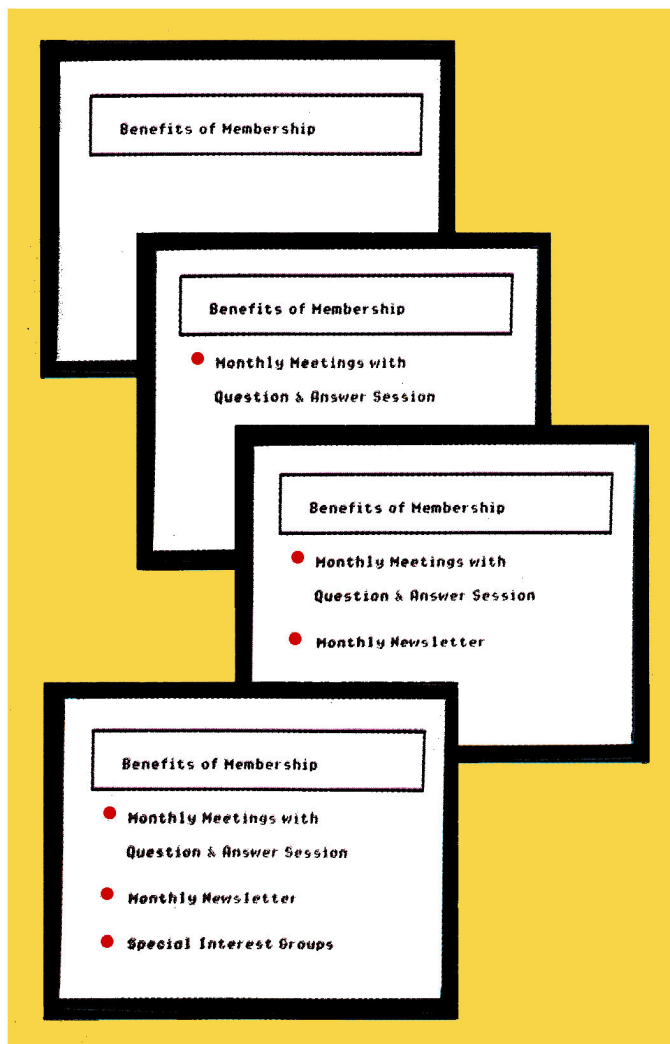 Benefits of Membership
Benefits of Membership
Monthly Meetings with
Question & Answer Session
Benefits of Membership
Monthly Meetings with
Question & Answer Session
Monthly Newsletter
Benefits of Membership
Monthly Meetings with
Question & Answer Session
Monthly Newsletter
Special Interest Groups